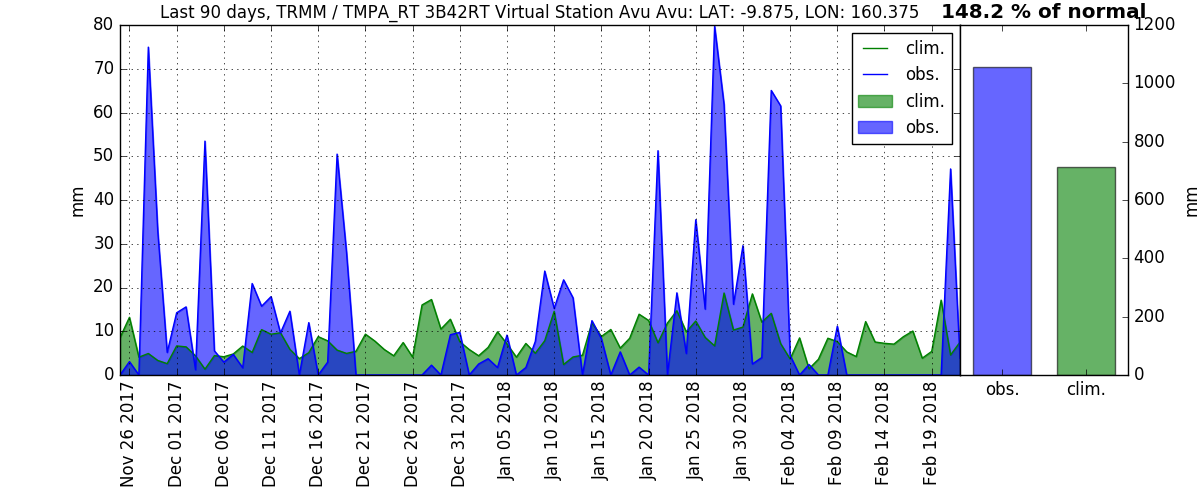 Last 90 days, TRMM / TMPA_RT 3B42RT Virtual Station Avu Avu: LAT: -9.875, LON: 160.375
148.2 % of normal
80
70
60
50
40
30
20
10
0
mm
clim.
obs.
clim.
obs.
Nov 26 2017
Dec 01 2017
Dec 06 2017
Dec 11 2017
Dec 16 2017
Dec 21 2017
Dec 26 2017
Dec 31 2017
Jan 05 2018
Jan 10 2018
Jan 15 2018
Jan 20 2018
Jan 25 2018
Jan 30 2018
Feb 04 2018
Feb 09 2018
Feb 14 2018
Feb 19 2018
1200
1000
800
600
400
200
0
mm
obs.
clim.